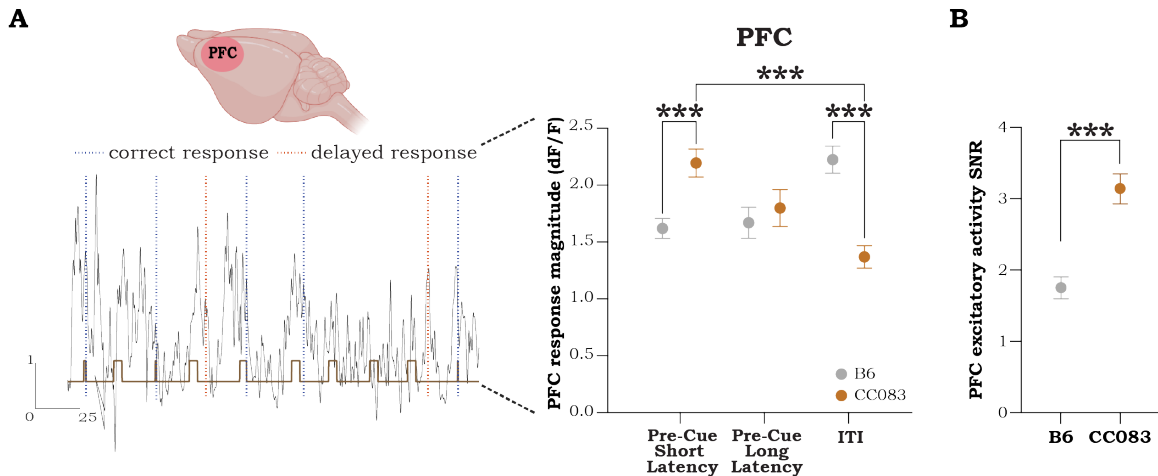 A
B
PFC
PFC
***
***
***
***
correct response
delayed response
1
0
25
PFC response magnitude (dF/F)
2.5
2.0
1.5
1.0
0.5
0.0
B6
CC083
Pre-Cue
Short
Latency
Pre-Cue
Long
Latency
ITI
PFC excitatory activity SNR
4
3
2
1
0
B6
CC083